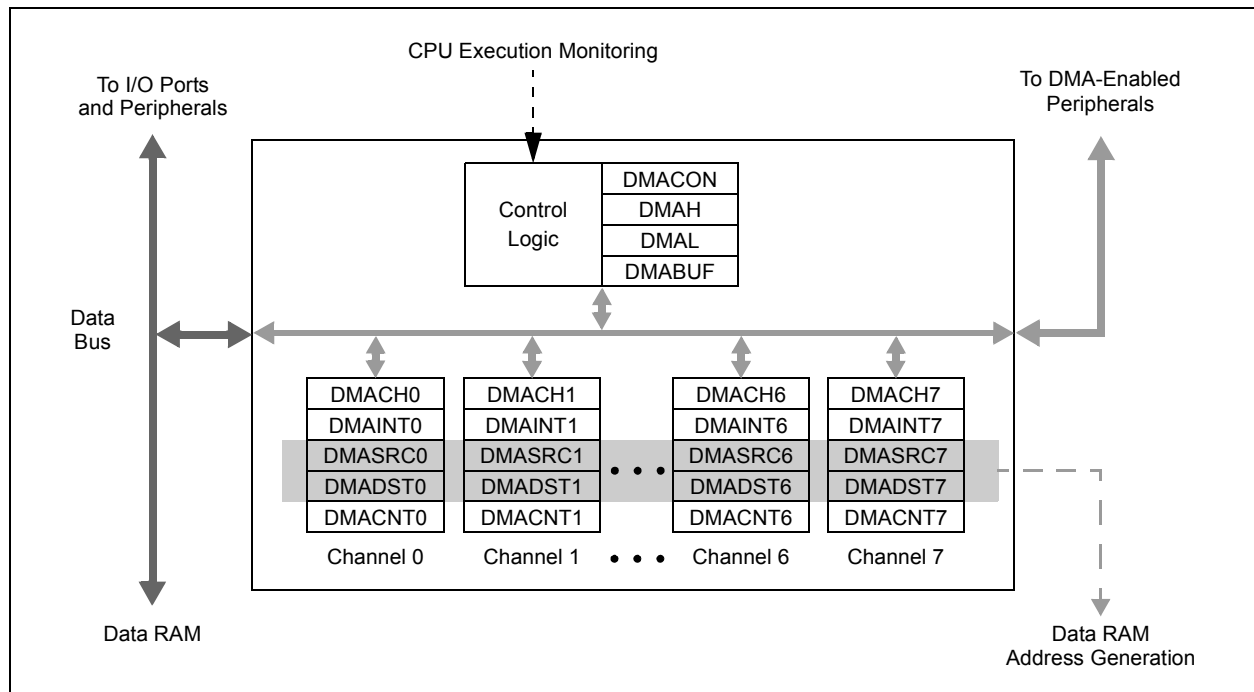 CPU Execution Monitoring
To I/O Ports
and Peripherals
To DMA-Enabled
Peripherals
Control
Logic
DMACON
DMAH
DMAL
DMABUF
Data
Bus
DMACH0
DMAINT0
DMASRC0
DMADST0
DMACNT0
Channel 0
DMACH1
DMAINT1
DMASRC1
DMADST1
DMACNT1
Channel 1
DMACH6
DMAINT6
DMASRC6
DMADST6
DMACNT6
Channel 6
DMACH7
DMAINT7
DMASRC7
DMADST7
DMACNT7
Channel 7
Data RAM
Data RAM
Address Generation